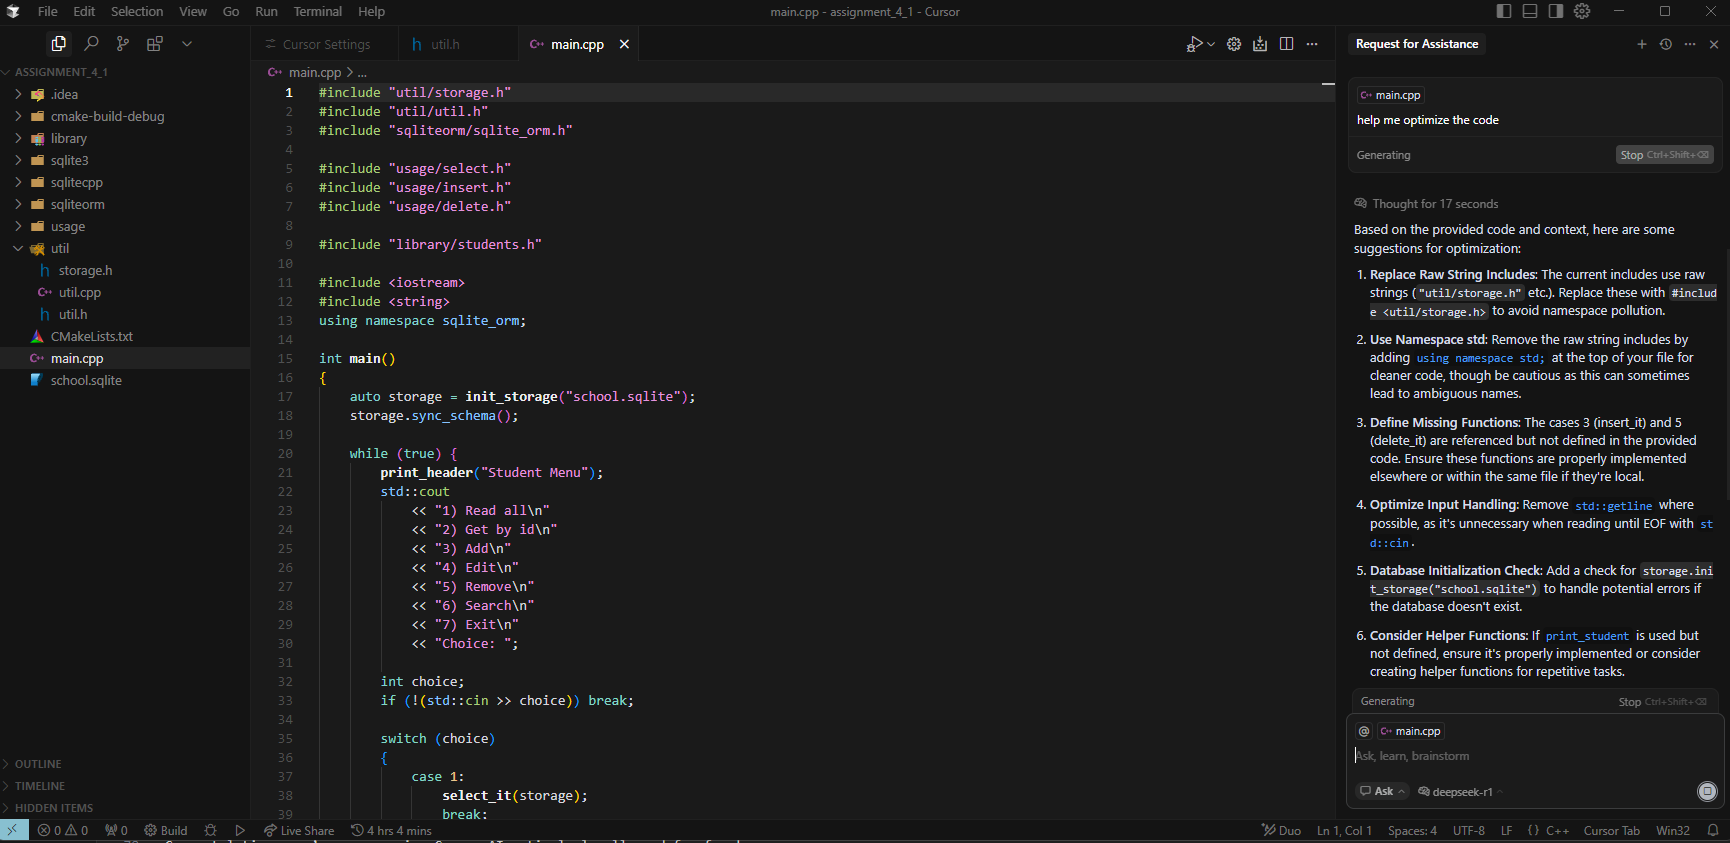 File Edit Selection View Go Run Terminal Help
main.cpp - assignment_4_1 - Cursor
ASSIGNMENT_4_1
.idea
cmake-build-debug
library
sqlite3
sqlitecpp
sqliteorm
usage
util
storage.h
util.cpp
util.h
CMakeLists.txt
main.cpp
school.sqlite
OUTLINE
TIMELINE
HIDDEN ITEMS
Cursor Settings
util.h
main.cpp
main.cpp > ...
1 #include "util/storage.h"
2 #include "util/util.h"
3 #include "sqliteorm/sqlite_orm.h"
4
5 #include "usage/select.h"
6 #include "usage/insert.h"
7 #include "usage/delete.h"
8
9 #include "library/students.h"
10
11 #include <iostream>
12 #include <string>
13 using namespace sqlite_orm;
14
15 int main()
16 {
17 auto storage = init_storage("school.sqlite");
18 storage.sync_schema();
19
20 while (true) {
21 print_header("Student Menu");
22 std::cout
23 << "1) Read all\n"
24 << "2) Get by id\n"
25 << "3) Add\n"
26 << "4) Edit\n"
27 << "5) Remove\n"
28 << "6) Search\n"
29 << "7) Exit\n"
30 << "Choice: ";
31
32 int choice;
33 if (!(std::cin >> choice)) break;
34
35 switch (choice)
36 {
37 case 1:
38 select_it(storage);
39 break;
Request for Assistance
main.cpp
help me optimize the code
Generating Stop Ctrl+Shift+⌫
Thought for 17 seconds
Based on the provided code and context, here are some
suggestions for optimization:
1. Replace Raw String Includes: The current includes use raw
strings ("util/storage.h" etc.). Replace these with #includ
e <util/storage.h> to avoid namespace pollution.
2. Use Namespace std: Remove the raw string includes by
adding using namespace std; at the top of your file for
cleaner code, though be cautious as this can sometimes
lead to ambiguous names.
3. Define Missing Functions: The cases 3 (insert_it) and 5
(delete_it) are referenced but not defined in the provided
code. Ensure these functions are properly implemented
elsewhere or within the same file if they're local.
4. Optimize Input Handling: Remove std::getline where
possible, as it's unnecessary when reading until EOF with st
d::cin.
5. Database Initialization Check: Add a check for storage.ini
t_storage("school.sqlite") to handle potential errors if
the database doesn't exist.
6. Consider Helper Functions: If print_student is used but
not defined, ensure it's properly implemented or consider
creating helper functions for repetitive tasks.
Generating Stop Ctrl+Shift+⌫
@ main.cpp
Ask, learn, brainstorm
Ask deepseek-r1
0 0 0 Build Live Share 4 hrs 4 mins
Duo Ln 1, Col 1 Spaces: 4 UTF-8 LF {} C++ Cursor Tab Win32